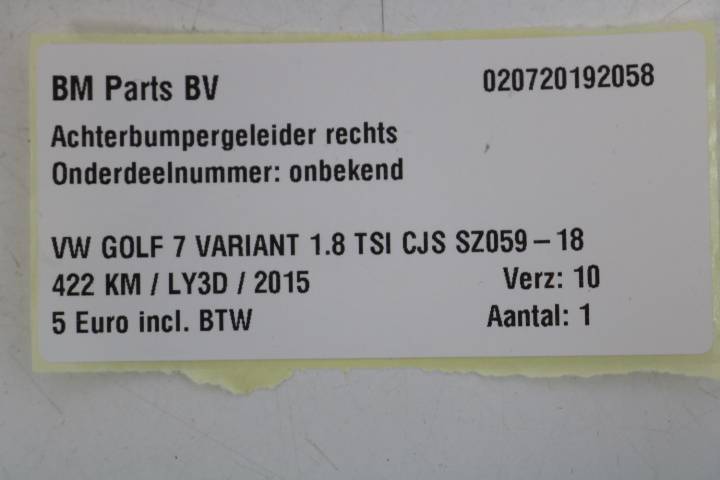 BM Parts BV 020720192058
Achterbumpergeleider rechts
Onderdeelnummer: onbekend
VW GOLF 7 VARIANT 1.8 TSI CJS SZ059-18
422 KM / LY3D / 2015 Verz: 10
5 Euro incl. BTW Aantal: 1